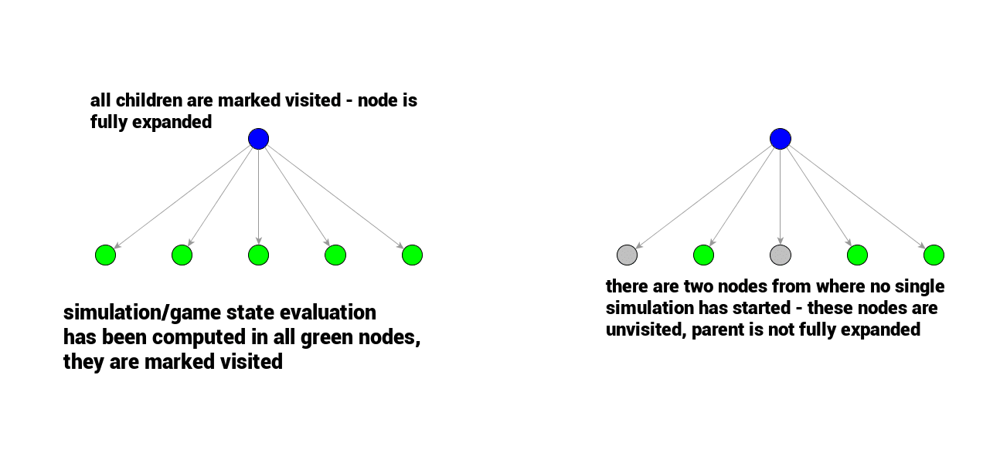 all children are marked visited - node is
fully expanded
simulation/game state evaluation
has been computed in all green nodes,
they are marked visited
there are two nodes from where no single
simulation has started - these nodes are
unvisited, parent is not fully expanded